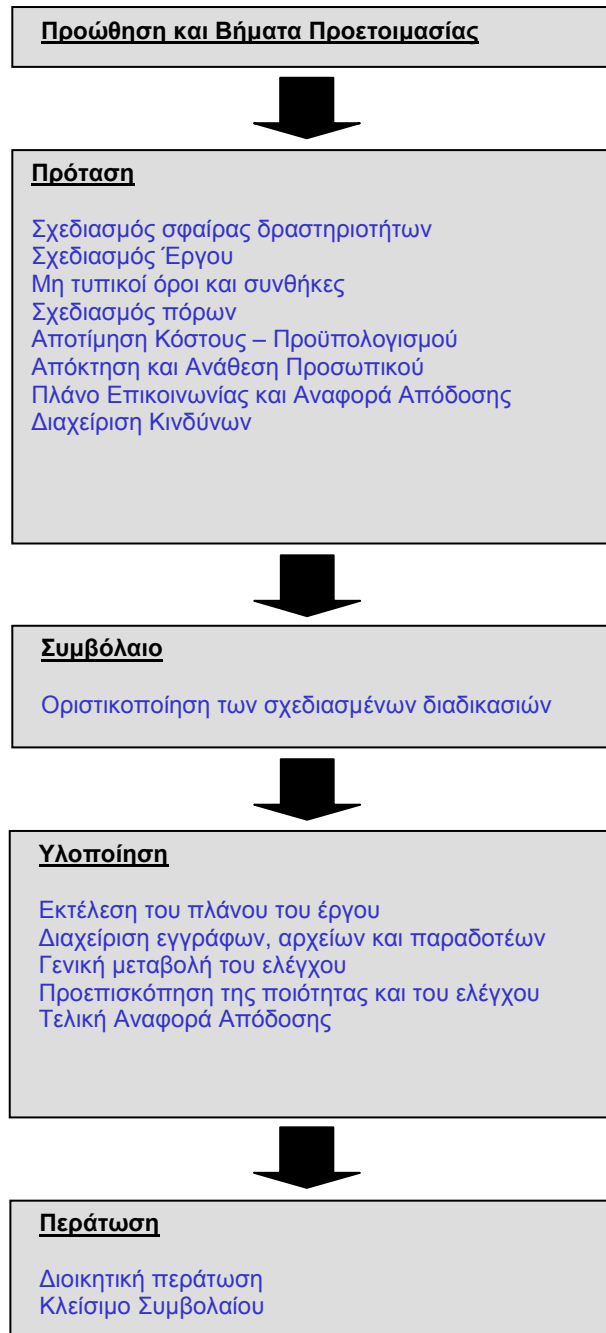 Προώθηση και Βήματα Προετοιμασίας
Πρόταση
Σχεδιασμός σφαίρας δραστηριοτήτων
Σχεδιασμός Έργου
Μη τυπικοί όροι και συνθήκες
Σχεδιασμός πόρων
Αποτίμηση Κόστους – Προϋπολογισμού
Απόκτηση και Ανάθεση Προσωπικού
Πλάνο Επικοινωνίας και Αναφορά Απόδοσης
Διαχείριση Κινδύνων
Συμβόλαιο
Οριστικοποίηση των σχεδιασμένων διαδικασιών
Υλοποίηση
Εκτέλεση του πλάνου του έργου
Διαχείριση εγγράφων, αρχείων και παραδοτέων
Γενική μεταβολή του ελέγχου
Προεπισκόπηση της ποιότητας και του ελέγχου
Τελική Αναφορά Απόδοσης
Περάτωση
Διοικητική περάτωση
Κλείσιμο Συμβολαίου